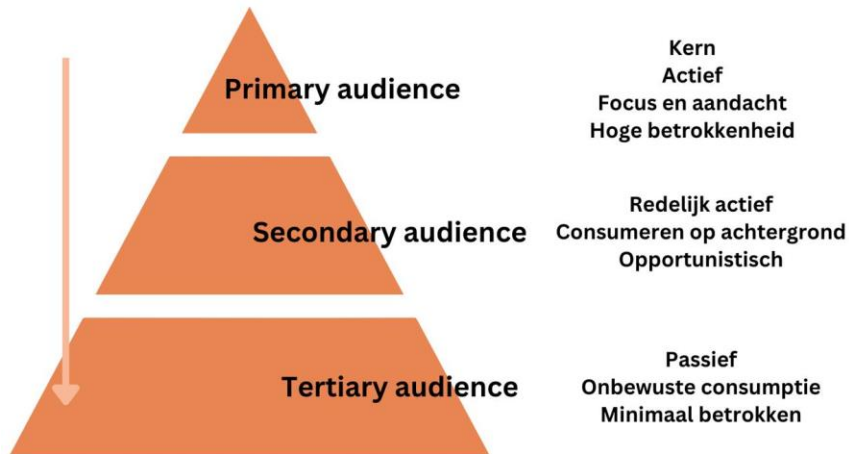 Primary audience
Kern
Actief
Focus en aandacht
Hoge betrokkenheid
Secondary audience
Redelijk actief
Consumeren op achtergrond
Opportunistisch
Tertiary audience
Passief
Onbewuste consumptie
Minimaal betrokken